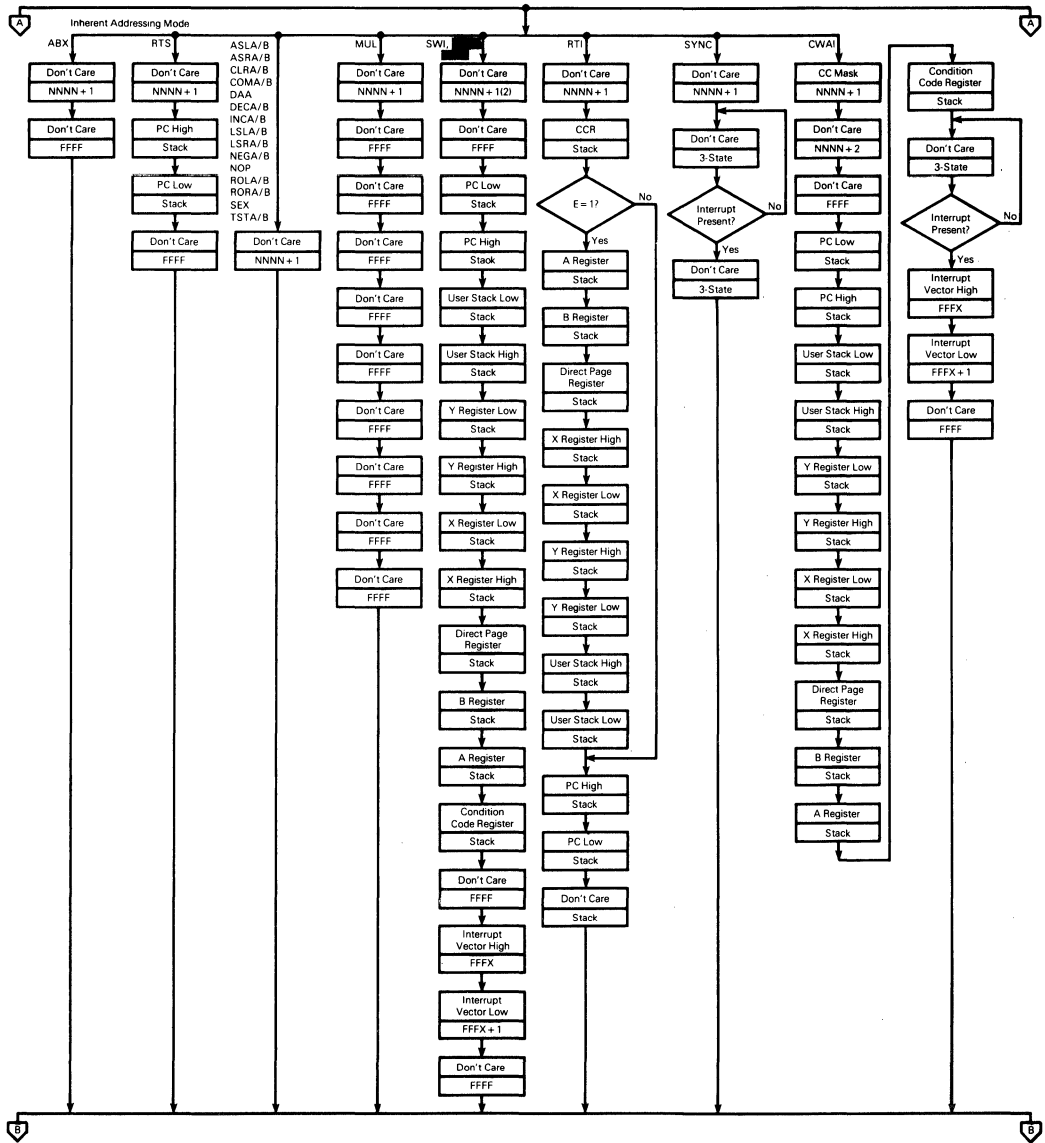 A
A
Inherent Addressing Mode
ABX
Don't Care
NNNN + 1
Don't Care
FFFF
RTS
Don't Care
NNNN + 1
PC High
Stack
PC Low
Stack
Don't Care
FFFF
ASLA/B
ASRA/B
CLRA/B
COMA/B
DAA
DECA/B
INCA/B
LSLA/B
LSRA/B
NEGA/B
NOP
ROLA/B
RORA/B
SEX
TSTA/B
Don't Care
NNNN + 1
MUL
Don't Care
NNNN + 1
Don't Care
FFFF
Don't Care
FFFF
Don't Care
FFFF
Don't Care
FFFF
Don't Care
FFFF
Don't Care
FFFF
Don't Care
FFFF
Don't Care
FFFF
Don't Care
FFFF
SWI,
Don't Care
NNNN + 1(2)
Don't Care
FFFF
PC Low
Stack
PC High
Stack
User Stack Low
Stack
User Stack High
Stack
Y Register Low
Stack
Y Register High
Stack
X Register Low
Stack
X Register High
Stack
Direct Page
Register
Stack
B Register
Stack
A Register
Stack
Condition
Code Register
Stack
Don't Care
FFFF
Interrupt
Vector High
FFFX
Interrupt
Vector Low
FFFX + 1
Don't Care
FFFF
RTI
Don't Care
NNNN + 1
CCR
Stack
E = 1?
No
Yes
A Register
Stack
B Register
Stack
Direct Page
Register
Stack
X Register High
Stack
X Register Low
Stack
Y Register High
Stack
Y Register Low
Stack
User Stack High
Stack
User Stack Low
Stack
PC High
Stack
PC Low
Stack
Don't Care
Stack
SYNC
Don't Care
NNNN + 1
Don't Care
3-State
Interrupt
Present?
No
Yes
Don't Care
3-State
CWAI
CC Mask
NNNN + 1
Don't Care
NNNN + 2
Don't Care
FFFF
PC Low
Stack
PC High
Stack
User Stack Low
Stack
User Stack High
Stack
Y Register Low
Stack
Y Register High
Stack
X Register Low
Stack
X Register High
Stack
Direct Page
Register
Stack
B Register
Stack
A Register
Stack
Condition
Code Register
Stack
Don't Care
3-State
Interrupt
Present?
No
Yes
Interrupt
Vector High
FFFX
Interrupt
Vector Low
FFFX + 1
Don't Care
FFFF
B
B